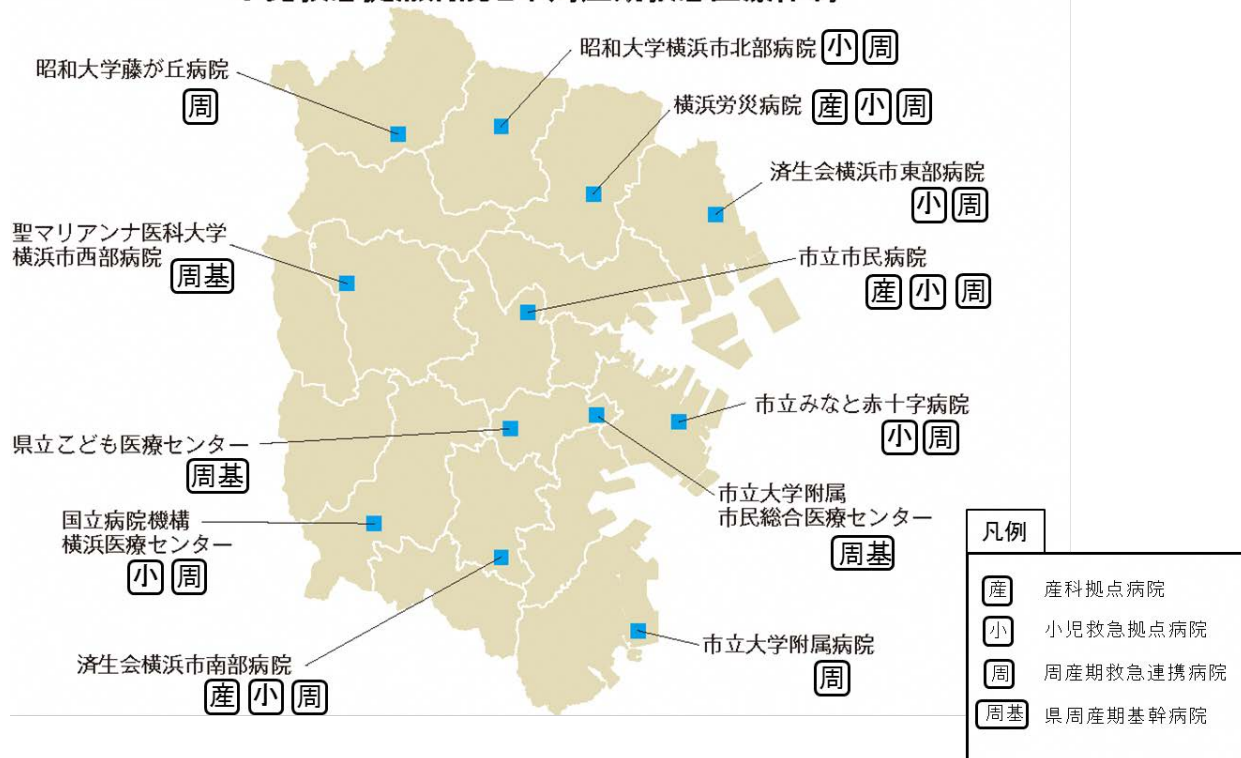 昭和大学藤が丘病院
周
昭和大学横浜市北部病院 小 周
横浜労災病院 産 小 周
済生会横浜市東部病院
小 周
聖マリアンナ医科大学
横浜市西部病院 周基
市立市民病院
産 小 周
市立みなと赤十字病院
小 周
県立こども医療センター
周基
市立大学附属
市民総合医療センター
周基
国立病院機構
横浜医療センター
小 周
済生会横浜市南部病院
産 小 周
市立大学附属病院
周
凡例
産 産科拠点病院
小 小児救急拠点病院
周 周産期救急連携病院
周基 県周産期基幹病院